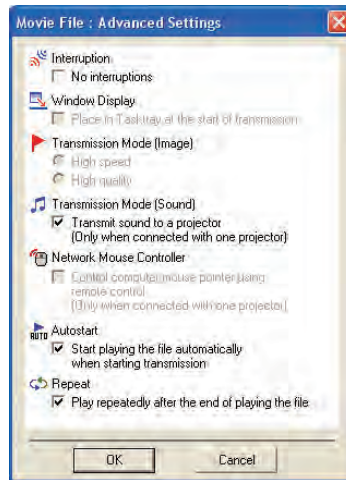 Movie File : Advanced Settings
Interruption
No interruptions
Window Display
Place in Tasktray at the start of transmission
Transmission Mode (Image)
High speed
High quality
Transmission Mode (Sound)
Transmit sound to a projector
(Only when connected with one projector)
Network Mouse Controller
Control computer mouse pointer using
remote control
(Only when connected with one projector)
AUTO Autostart
Start playing the file automatically
when starting transmission
Repeat
Play repeatedly after the end of playing the file
OK Cancel